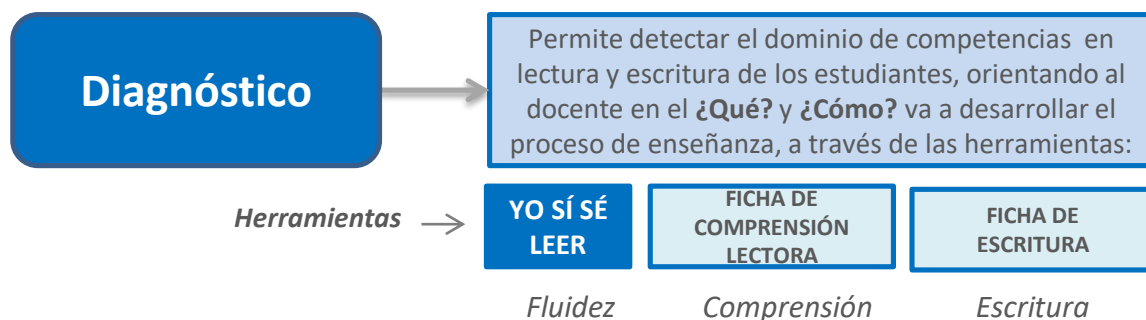 Diagnóstico
Permite detectar el dominio de competencias en
lectura y escritura de los estudiantes, orientando al
docente en el ¿Qué? y ¿Cómo? va a desarrollar el
proceso de enseñanza, a través de las herramientas:
Herramientas
YO SÍ SÉ
LEER
FICHA DE
COMPRENSIÓN
LECTORA
FICHA DE
ESCRITURA
Fluidez
Comprensión
Escritura